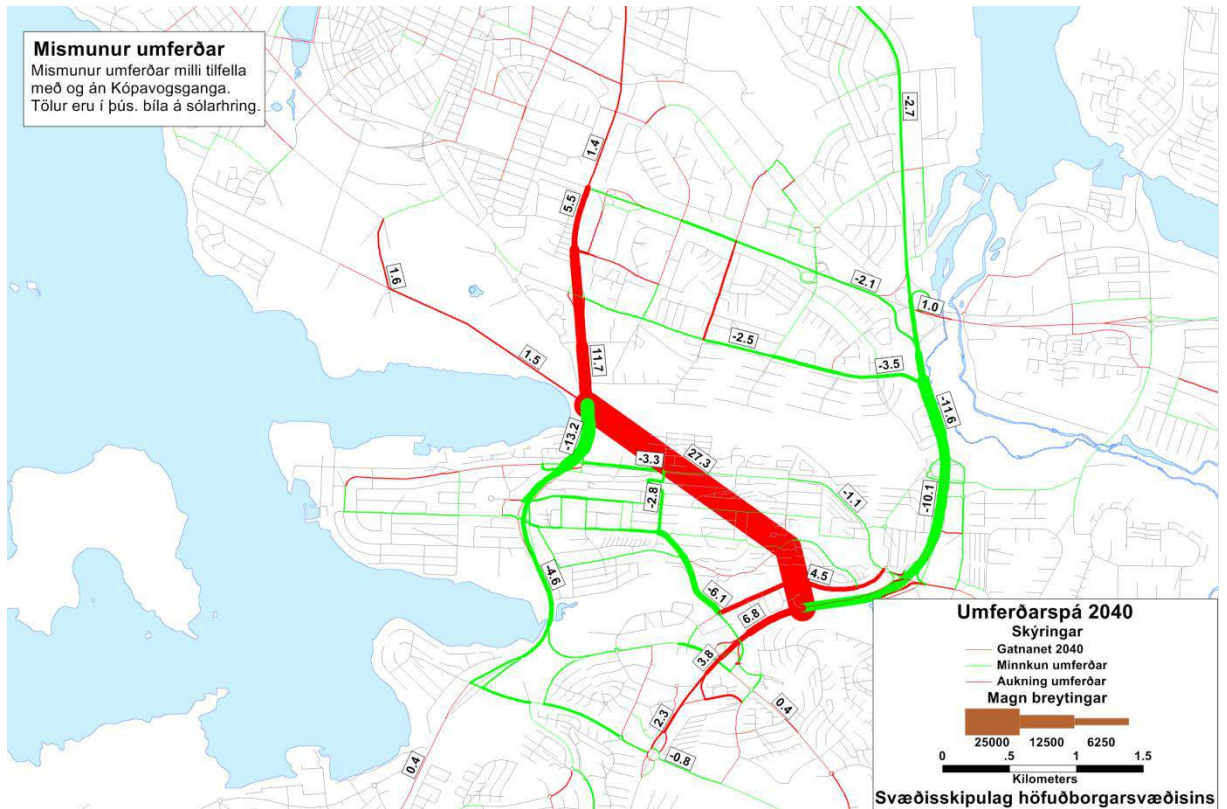 Mismunur umferðar
Mismunur umferðar milli tilfella
með og án Kópavogsganga.
Tölur eru í þús. bíla á sólarhring.
-2.7
1.4
5.5
1.6
-2.1
1.0
-2.5
1.5
11.7
-3.5
-11.6
-13.2
-3.3
27.3
-2.8
-1.1
-10.1
-4.6
4.5
-6.1
6.8
3.8
0.4
2.3
-0.8
0.4
Umferðarspá 2040
Skýringar
Gatnanet 2040
Minnkun umferðar
Aukning umferðar
Magn breytingar
25000 12500 6250
0 .5 1 1.5
Kilometers
Svæðisskipulag höfuðborgarsvæðisins